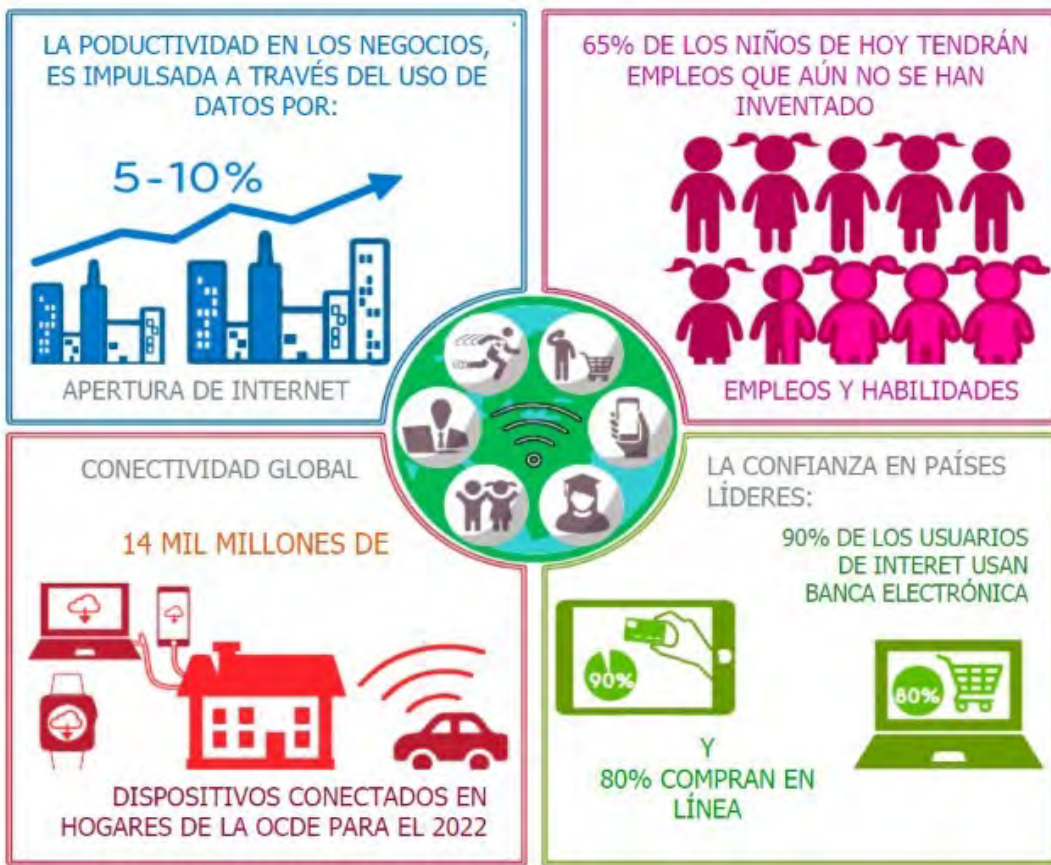 LA PODUCTIVIDAD EN LOS NEGOCIOS,
ES IMPULSADA A TRAVÉS DEL USO DE
DATOS POR:
5-10%
APERTURA DE INTERNET
65% DE LOS NIÑOS DE HOY TENDRÁN
EMPLEOS QUE AÚN NO SE HAN
INVENTADO
EMPLEOS Y HABILIDADES
CONECTIVIDAD GLOBAL
14 MIL MILLONES DE
DISPOSITIVOS CONECTADOS EN
HOGARES DE LA OCDE PARA EL 2022
LA CONFIANZA EN PAÍSES
LÍDERES:
90% DE LOS USUARIOS
DE INTERET USAN
BANCA ELECTRÓNICA
90%
80%
Y
80% COMPRAN EN
LÍNEA